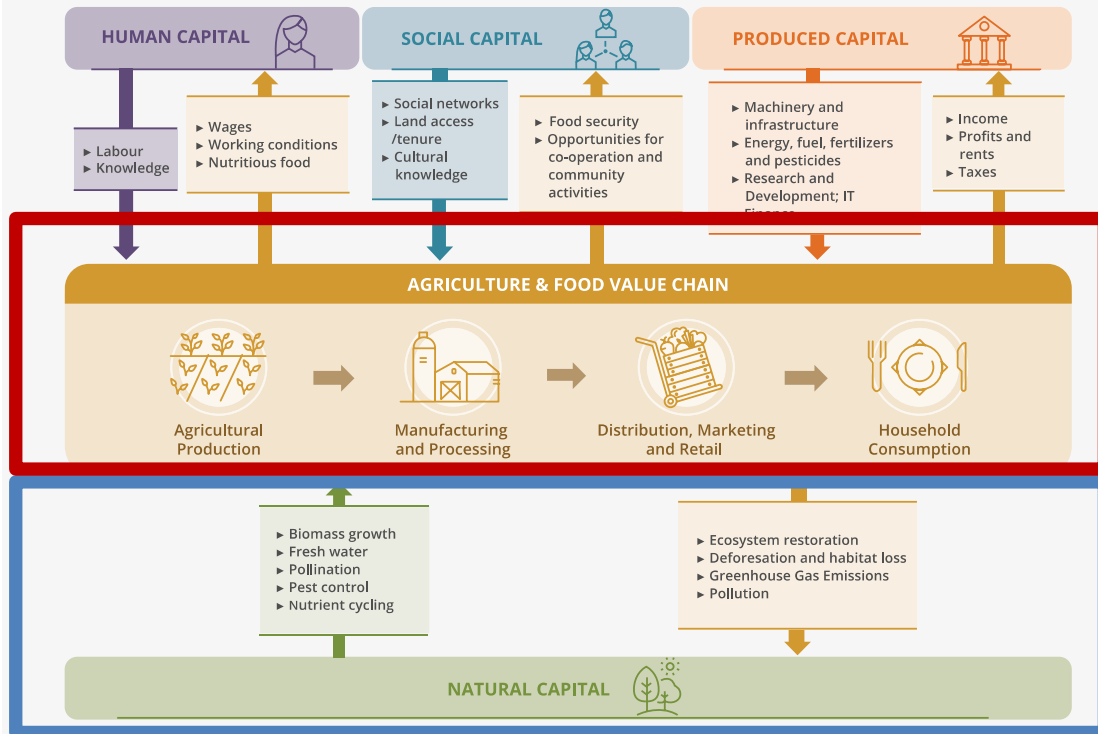 HUMAN CAPITAL
SOCIAL CAPITAL
PRODUCED CAPITAL
► Labour
► Knowledge
► Wages
► Working conditions
► Nutritious food
► Social networks
► Land access
/tenure
► Cultural
knowledge
► Food security
► Opportunities for
co-operation and
community
activities
► Machinery and
infrastructure
► Energy, fuel, fertilizers
and pesticides
► Research and
Development; IT
► Income
► Profits and
rents
► Taxes
AGRICULTURE & FOOD VALUE CHAIN
Agricultural
Production
Manufacturing
and Processing
Distribution, Marketing
and Retail
Household
Consumption
► Biomass growth
► Fresh water
► Pollination
► Pest control
► Nutrient cycling
► Ecosystem restoration
► Deforesation and habitat loss
► Greenhouse Gas Emissions
► Pollution
NATURAL CAPITAL